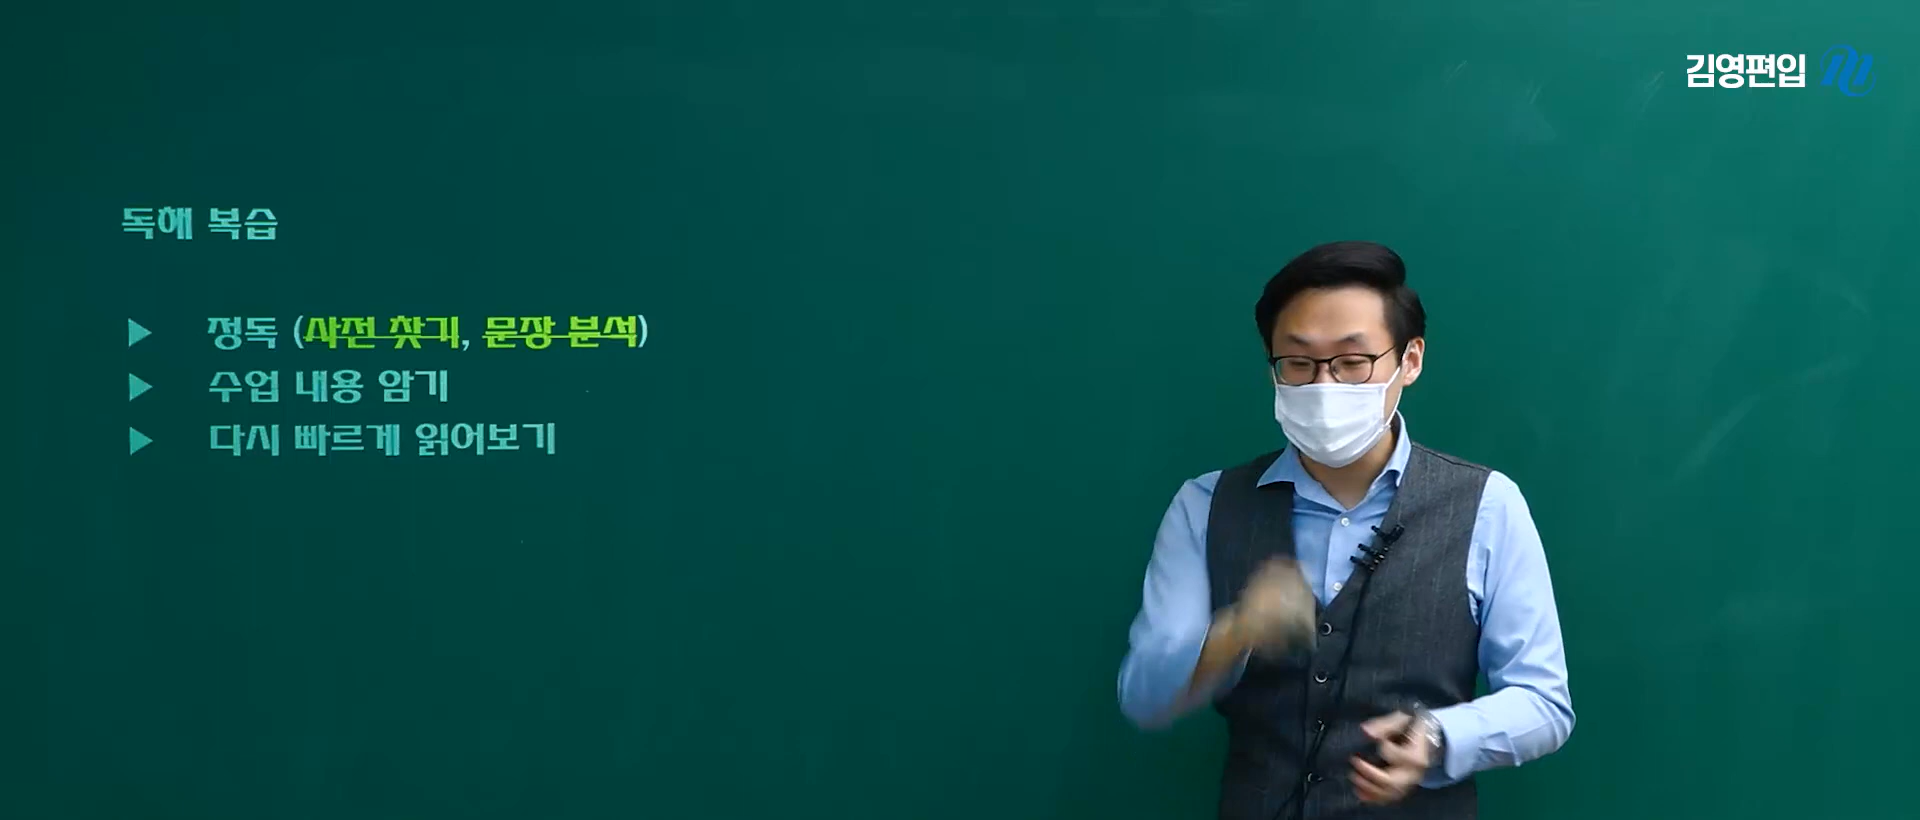 김영편입
독해 복습
▶ 정독 (사전 찾기, 문장 분석)
▶ 수업 내용 암기
▶ 다시 빠르게 읽어보기